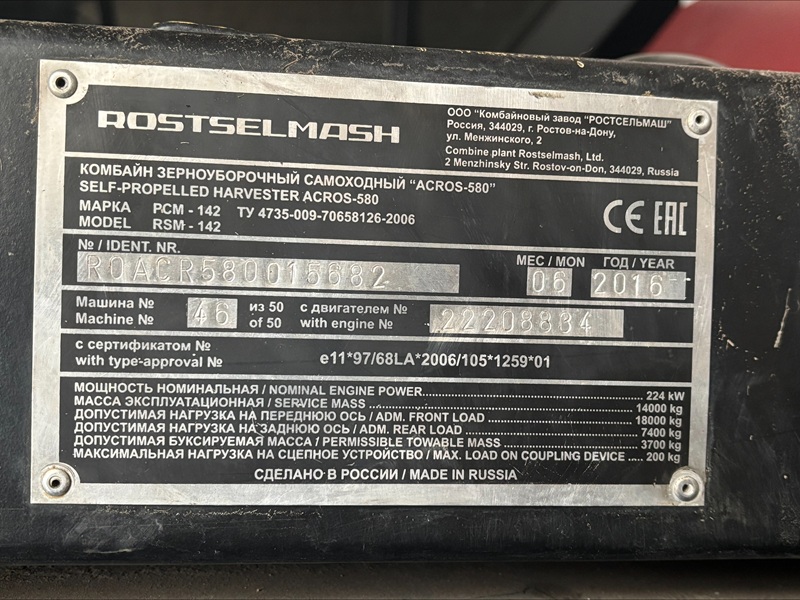 ROSTSELMASH
ООО "Комбайновый завод "РОСТСЕЛЬМАШ"
Россия, 344029, г. Ростов-на-Дону,
ул. Менжинского, 2
Combine plant Rostselmash, Ltd.
2 Menzhinsky Str. Rostov-on-Don, 344029, Russia
КОМБАЙН ЗЕРНОУБОРОЧНЫЙ САМОХОДНЫЙ "ACROS-580"
SELF-PROPELLED HARVESTER ACROS-580
МАРКА РСМ - 142 ТУ 4735-009-70658126-2006
MODEL RSM - 142
CE EAC
№ / IDENT. NR. МЕС / MON ГОД / YEAR
R0ACR580015682 06 2016
Машина № 46 из 50 с двигателем № 22208834
Machine № of 50 with engine №
с сертификатом №
with type-approval № e11*97/68LA*2006/105*1259*01
МОЩНОСТЬ НОМИНАЛЬНАЯ / NOMINAL ENGINE POWER 224 kW
МАССА ЭКСПЛУАТАЦИОННАЯ / SERVICE MASS 14000 kg
ДОПУСТИМАЯ НАГРУЗКА НА ПЕРЕДНЮЮ ОСЬ / ADM. FRONT LOAD 18000 kg
ДОПУСТИМАЯ НАГРУЗКА НА ЗАДНЮЮ ОСЬ / ADM. REAR LOAD 7400 kg
ДОПУСТИМАЯ БУКСИРУЕМАЯ МАССА / PERMISSIBLE TOWABLE MASS 3700 kg
МАКСИМАЛЬНАЯ НАГРУЗКА НА СЦЕПНОЕ УСТРОЙСТВО / MAX. LOAD ON COUPLING DEVICE 200 kg
СДЕЛАНО В РОССИИ / MADE IN RUSSIA